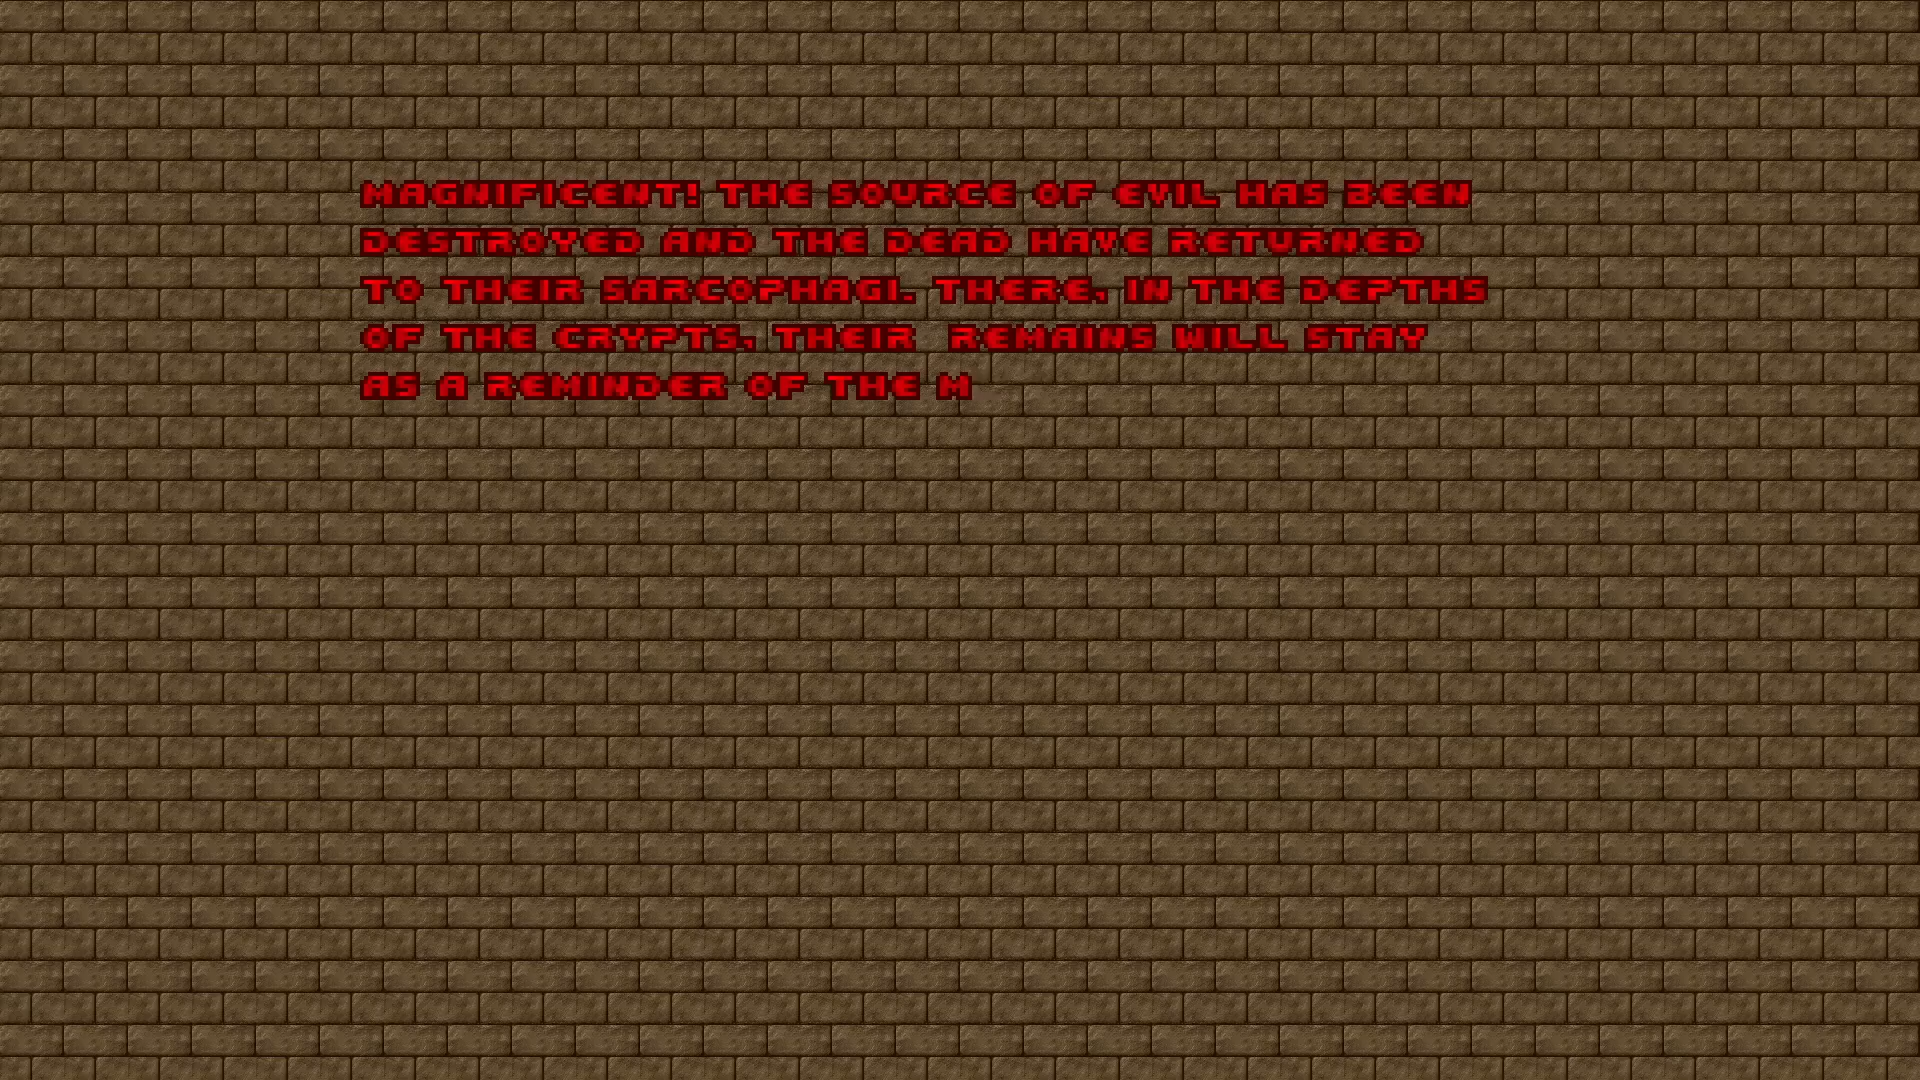 MAGNIFICENT! THE SOURCE OF EVIL HAS BEEN
DESTROYED AND THE DEAD HAVE RETURNED
TO THEIR SARCOPHAGI. THERE, IN THE DEPTHS
OF THE CRYPTS, THEIR  REMAINS WILL STAY
AS A REMINDER OF THE M